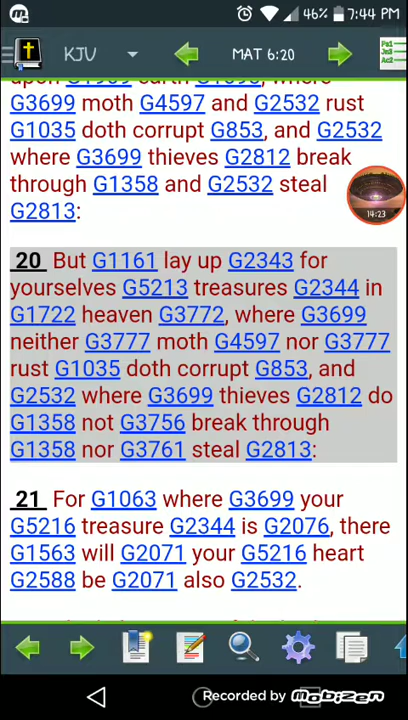 46% 7:44 PM
KJV MAT 6:20
Ps1
Jn3
Ac2
G3699 moth G4597 and G2532 rust
G1035 doth corrupt G853, and G2532
where G3699 thieves G2812 break
through G1358 and G2532 steal
G2813:
14:23
20 But G1161 lay up G2343 for
yourselves G5213 treasures G2344 in
G1722 heaven G3772, where G3699
neither G3777 moth G4597 nor G3777
rust G1035 doth corrupt G853, and
G2532 where G3699 thieves G2812 do
G1358 not G3756 break through
G1358 nor G3761 steal G2813:
21 For G1063 where G3699 your
G5216 treasure G2344 is G2076, there
G1563 will G2071 your G5216 heart
G2588 be G2071 also G2532.
Recorded by mobizen